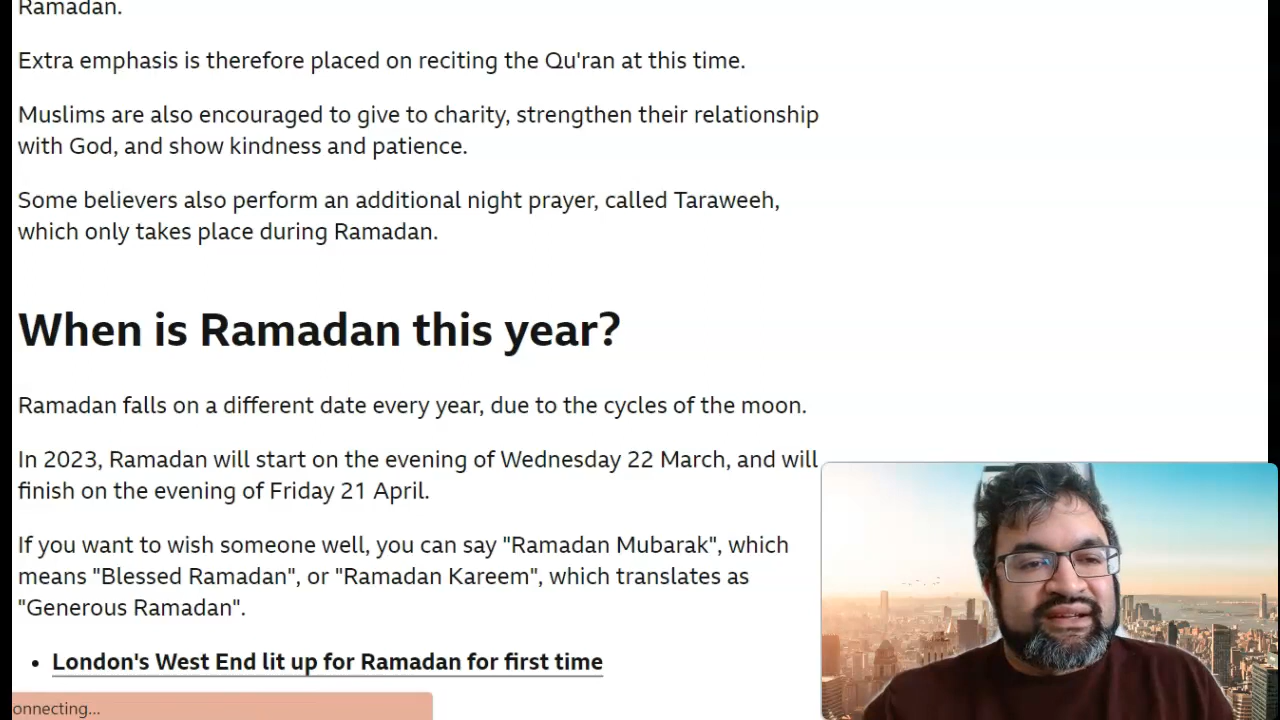 Ramadan.
Extra emphasis is therefore placed on reciting the Qu'ran at this time.
Muslims are also encouraged to give to charity, strengthen their relationship
with God, and show kindness and patience.
Some believers also perform an additional night prayer, called Taraweeh,
which only takes place during Ramadan.
When is Ramadan this year?
Ramadan falls on a different date every year, due to the cycles of the moon.
In 2023, Ramadan will start on the evening of Wednesday 22 March, and will
finish on the evening of Friday 21 April.
If you want to wish someone well, you can say "Ramadan Mubarak", which
means "Blessed Ramadan", or "Ramadan Kareem", which translates as
"Generous Ramadan".
• London's West End lit up for Ramadan for first time
onnecting...